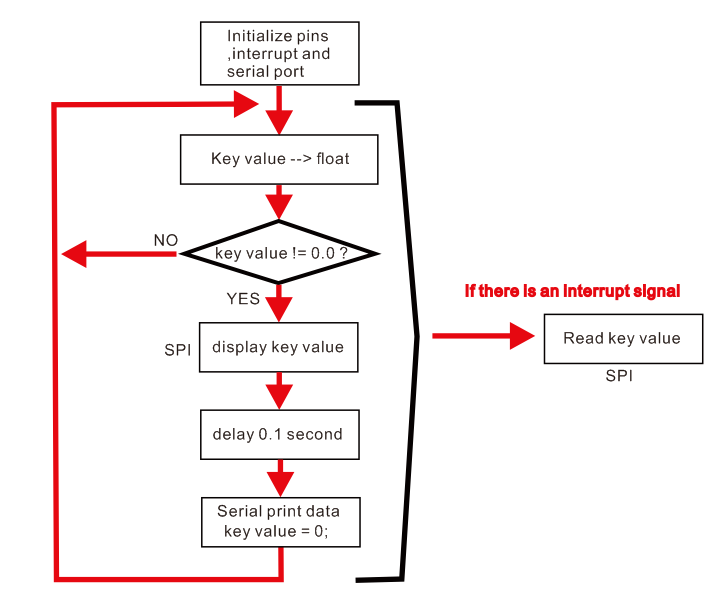 Initialize pins
,interrupt and
serial port
Key value --> float
key value != 0.0 ?
NO
YES
SPI
display key value
delay 0.1 second
Serial print data
key value = 0;
if there is an interrupt signal
Read key value
SPI